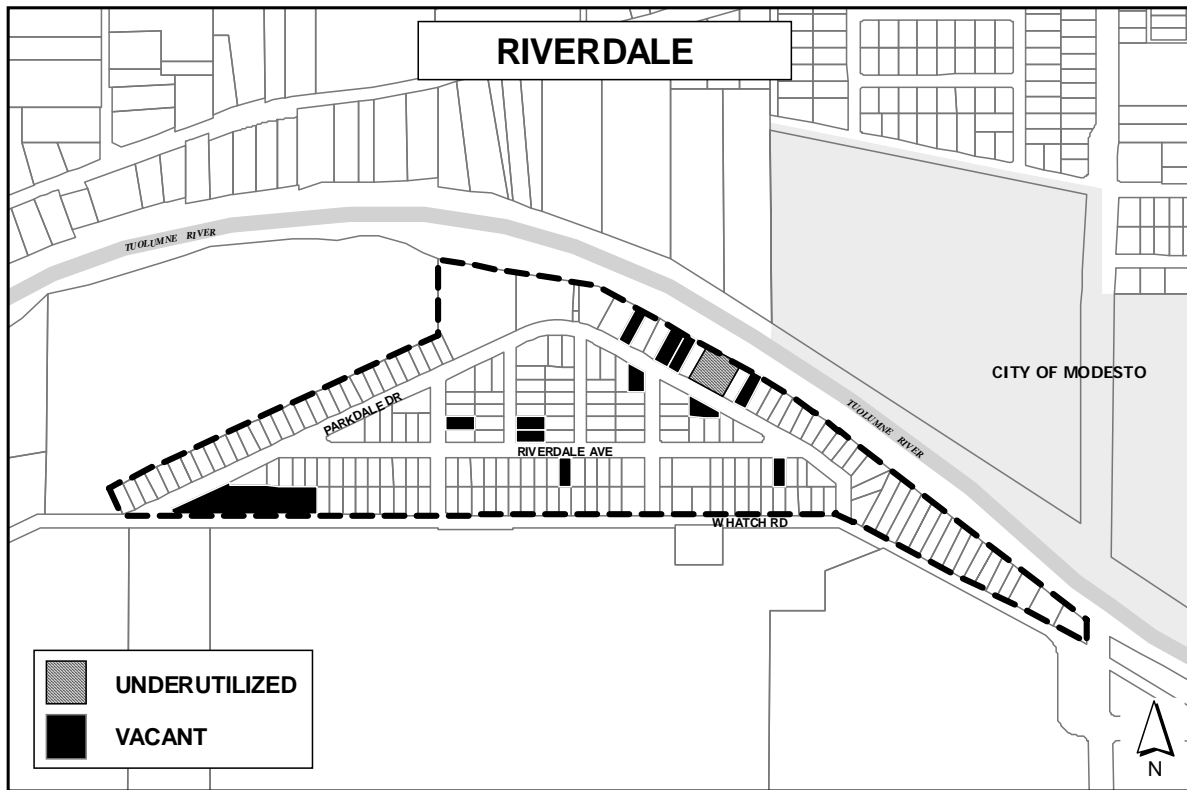 RIVERDALE
TUOLUMNE RIVER
CITY OF MODESTO
PARKDALE DR
TUOLUMNE RIVER
RIVERDALE AVE
W HATCH RD
UNDERUTILIZED
VACANT
N